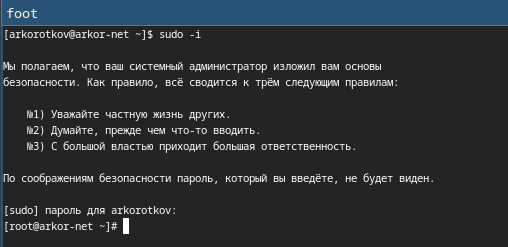 foot
[arkorotkov@arkor-net ~]$ sudo -i
Мы полагаем, что ваш системный администратор изложил вам основы
безопасности. Как правило, всё сводится к трём следующим правилам:
№1) Уважайте частную жизнь других.
№2) Думайте, прежде чем что-то вводить.
№3) С большой властью приходит большая ответственность.
По соображениям безопасности пароль, который вы введёте, не будет виден.
[sudo] пароль для arkorotkov:
[root@arkor-net ~]#